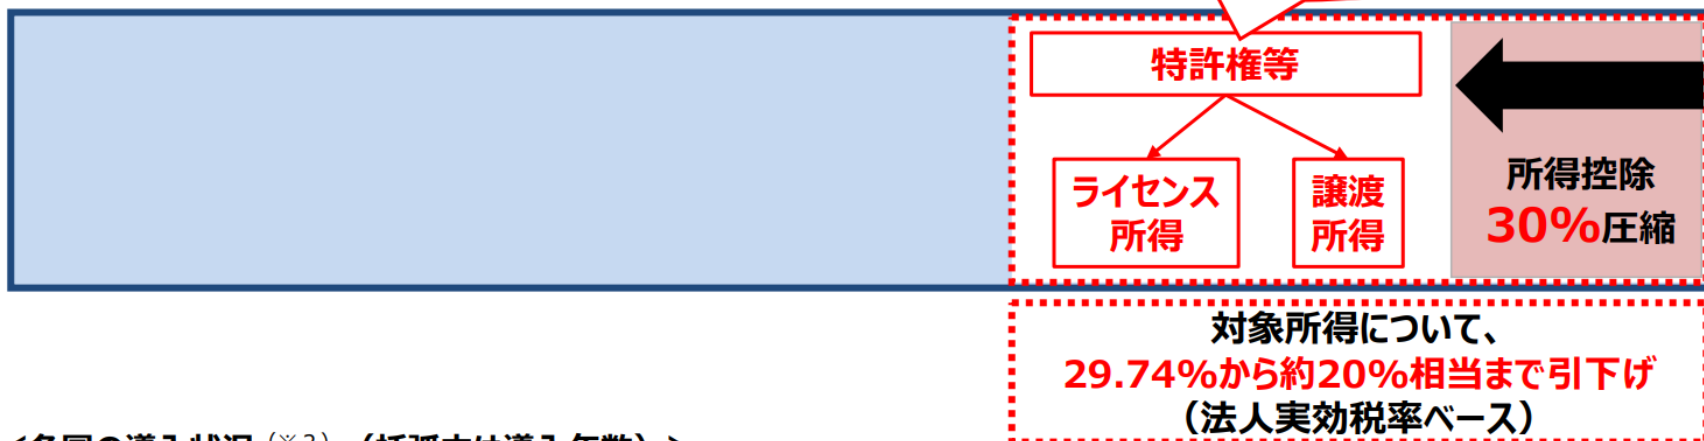 特許権等
ライセンス
所得
譲渡
所得
所得控除
30%圧縮
対象所得について、
29.74%から約20%相当まで引下げ
（法人実効税率ベース）